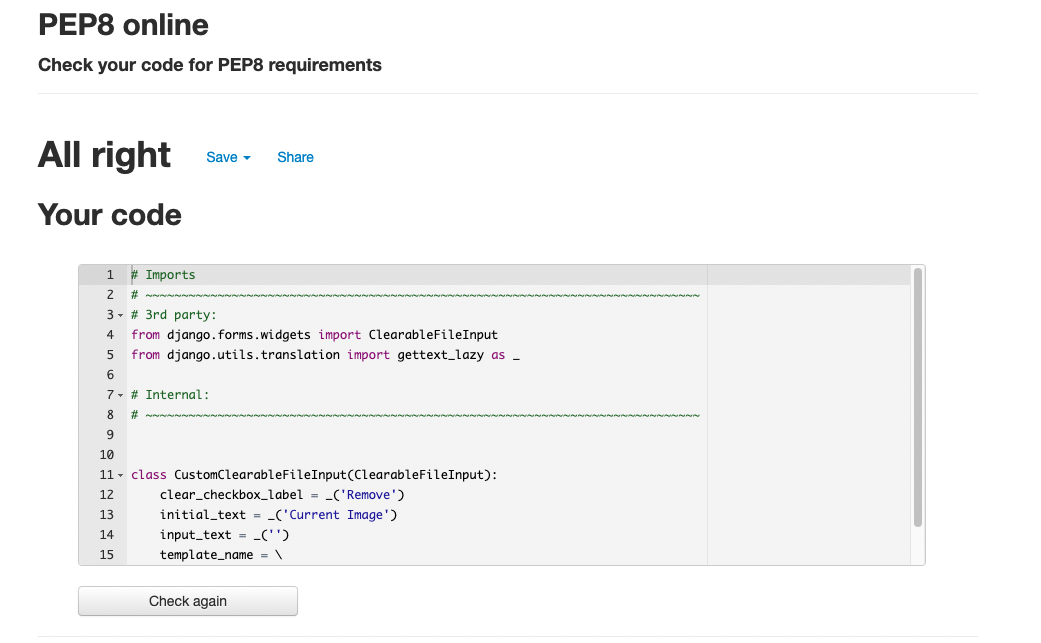 PEP8 online
Check your code for PEP8 requirements
All right Save Share
Your code
1 # Imports
2 # ~~~~~~~~~~~~~~~~~~~~~~~~~~~~~~~~~~~~~~~~~~~~~~~~~~~~~~~~~~~~~~~~~~~~~~~~~~~~~
3 # 3rd party:
4 from django.forms.widgets import ClearableFileInput
5 from django.utils.translation import gettext_lazy as _
6
7 # Internal:
8 # ~~~~~~~~~~~~~~~~~~~~~~~~~~~~~~~~~~~~~~~~~~~~~~~~~~~~~~~~~~~~~~~~~~~~~~~~~~~~~
9
10
11 class CustomClearableFileInput(ClearableFileInput):
12     clear_checkbox_label = _('Remove')
13     initial_text = _('Current Image')
14     input_text = _('')
15     template_name = \
Check again